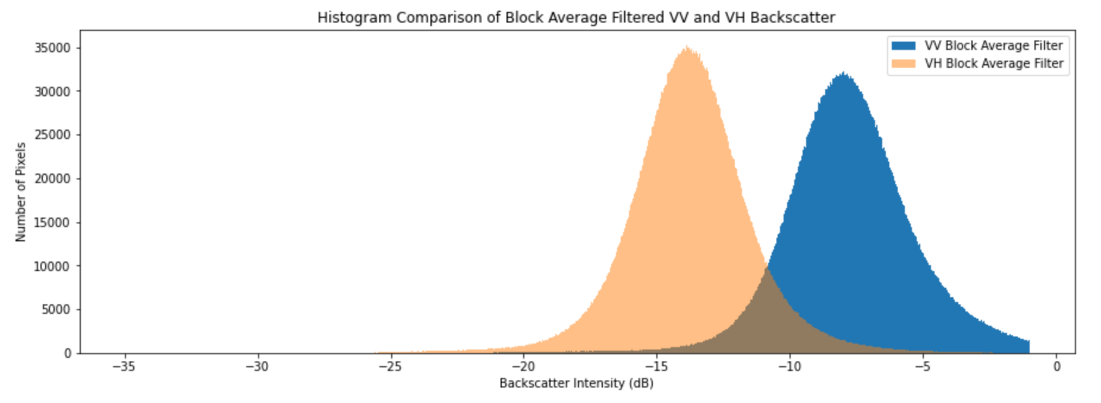 Histogram Comparison of Block Average Filtered VV and VH Backscatter
VV Block Average Filter
VH Block Average Filter
Number of Pixels
35000
30000
25000
20000
15000
10000
5000
0
−35 −30 −25 −20 −15 −10 −5 0
Backscatter Intensity (dB)